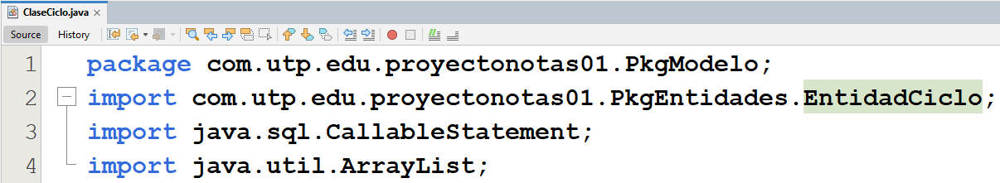 ClaseCiclo.java
Source History
1 package com.utp.edu.proyectonotas01.PkgModelo;
2 import com.utp.edu.proyectonotas01.PkgEntidades.EntidadCiclo;
3 import java.sql.CallableStatement;
4 import java.util.ArrayList;